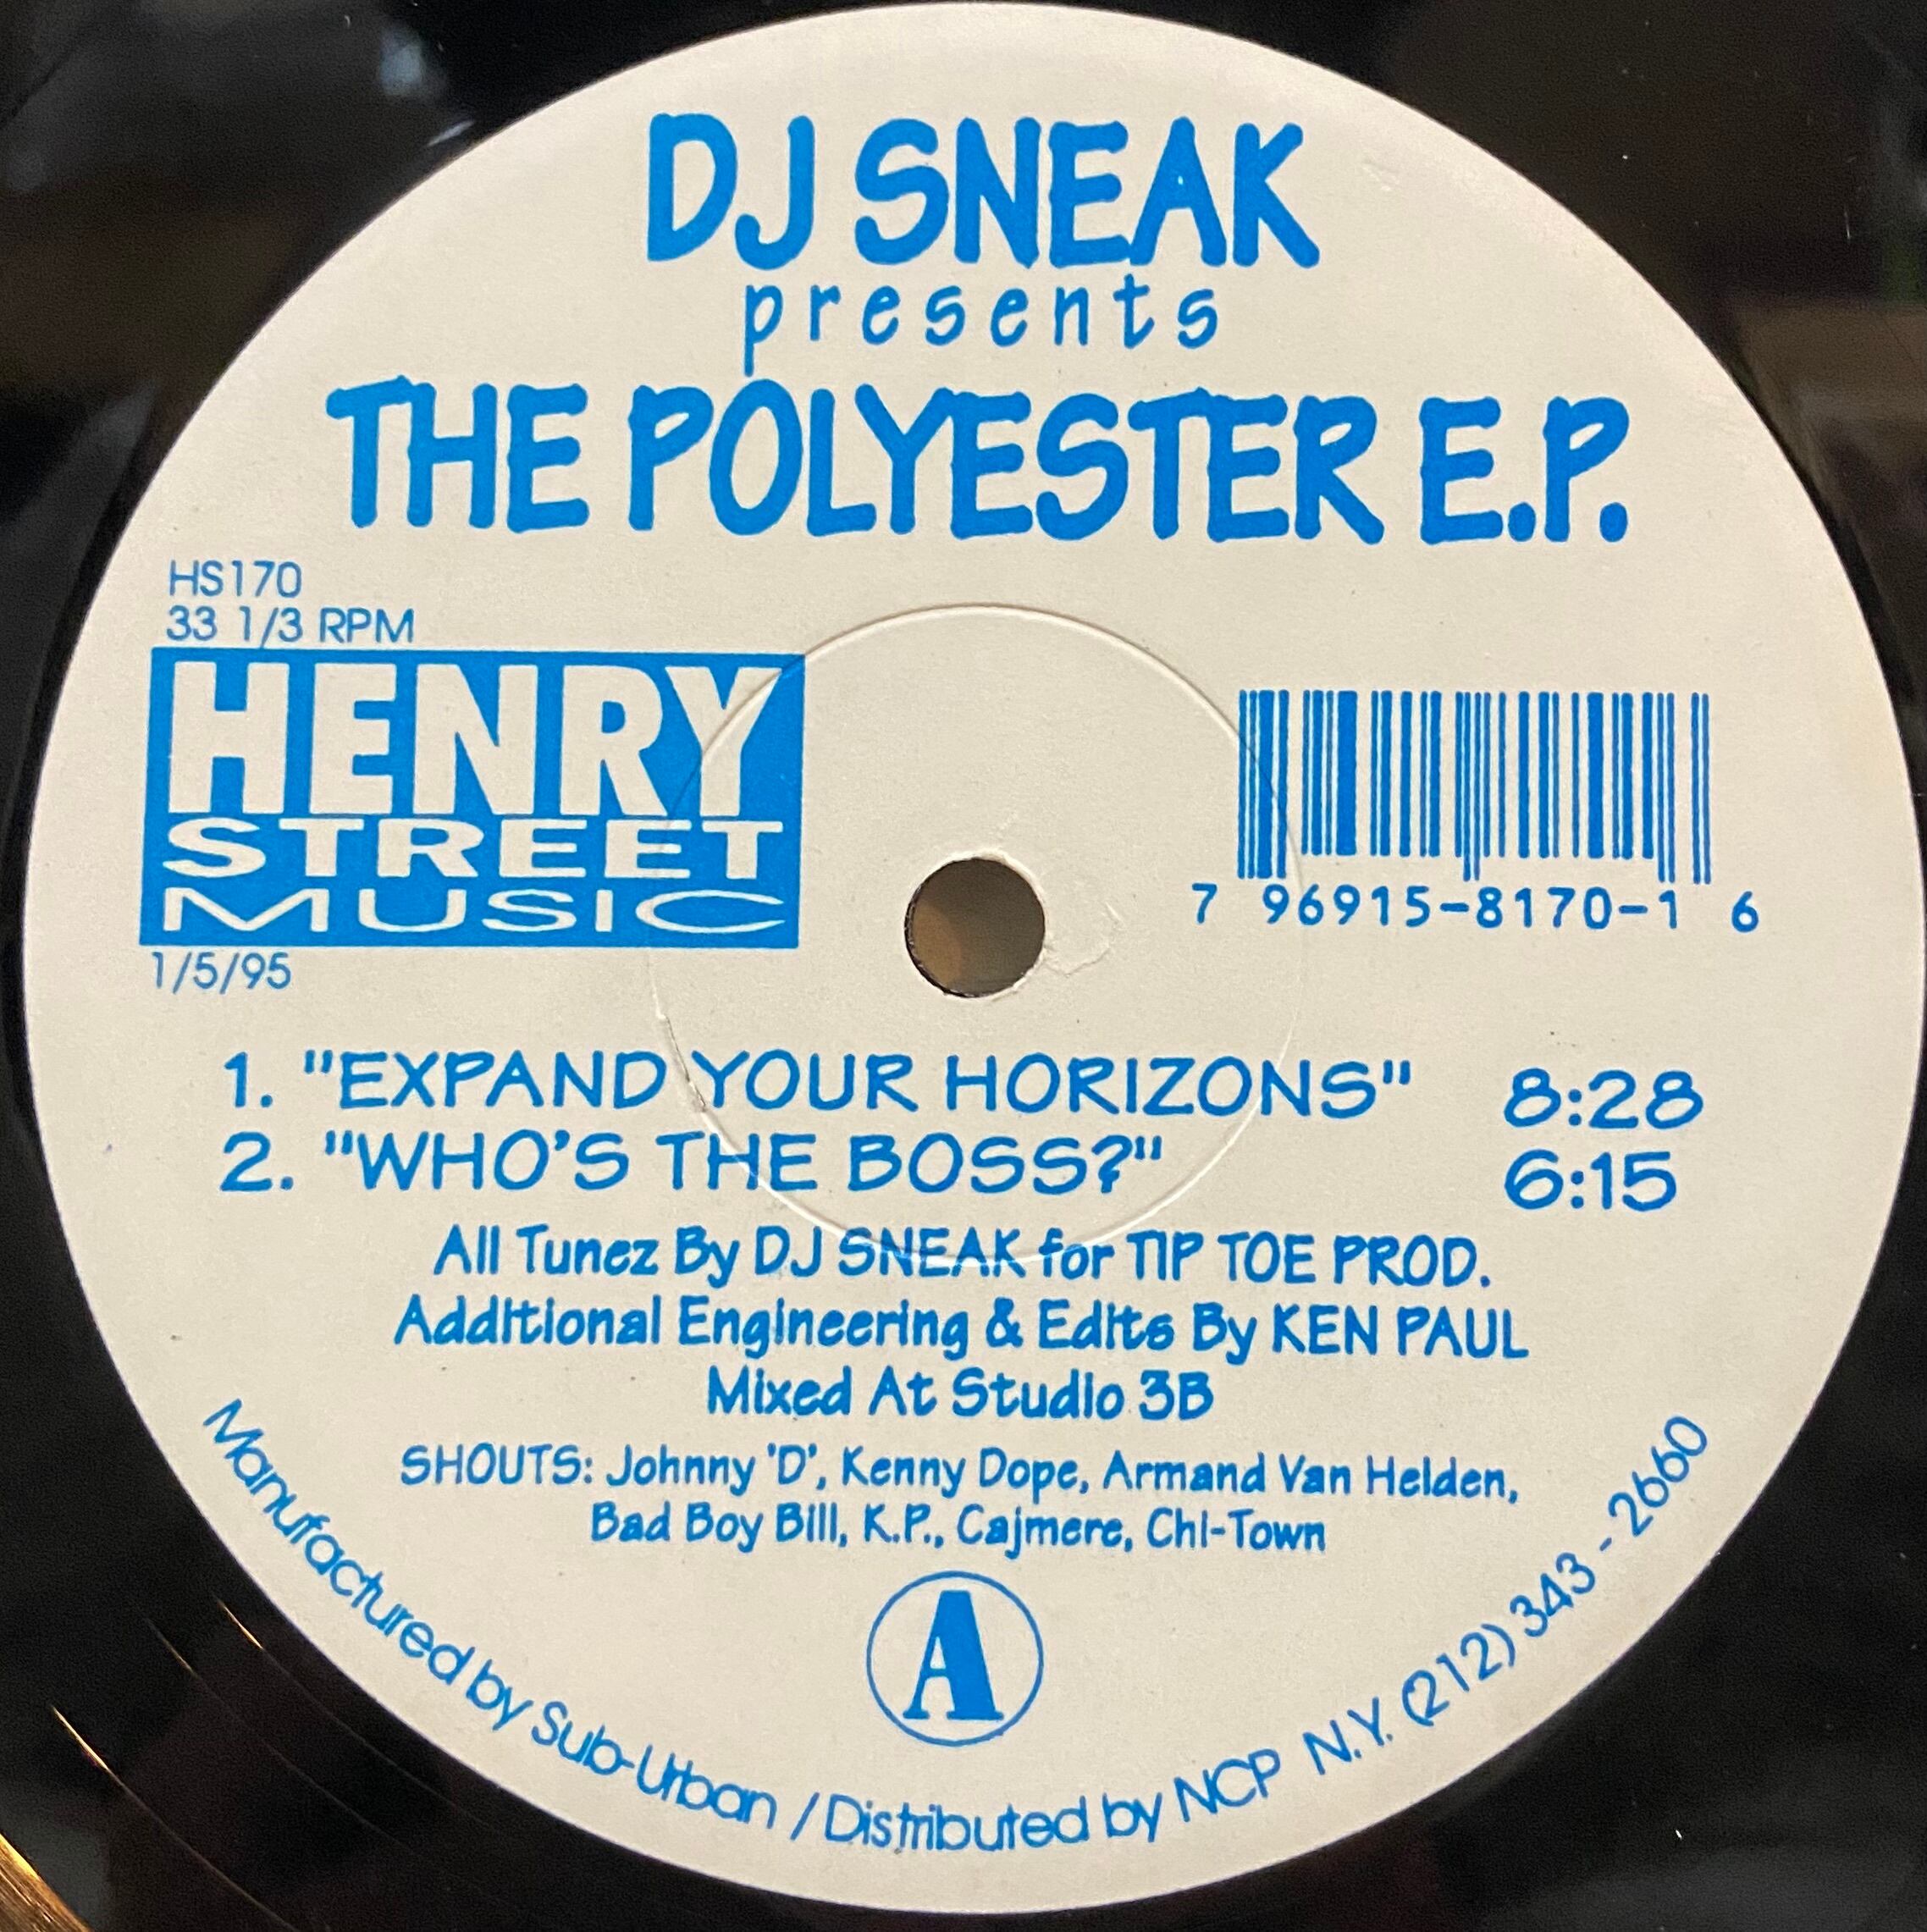 DJ SNEAK
presents
THE POLYESTER E.P.
HS170
33 1/3 RPM
HENRY
STREET
MUSIC
1/5/95
7 96915-8170-1 6
1. "EXPAND YOUR HORIZONS" 8:28
2. "WHO'S THE BOSS?" 6:15
All Tunez By DJ SNEAK for TIP TOE PROD.
Additional Engineering & Edits By KEN PAUL
Mixed At Studio 3B
SHOUTS: Johnny 'D', Kenny Dope, Armand Van Helden,
Bad Boy Bill, K.P., Cajmere, Chi-Town
A
Manufactured by Sub-Urban / Distributed by NCP N.Y. (212) 343 - 2660